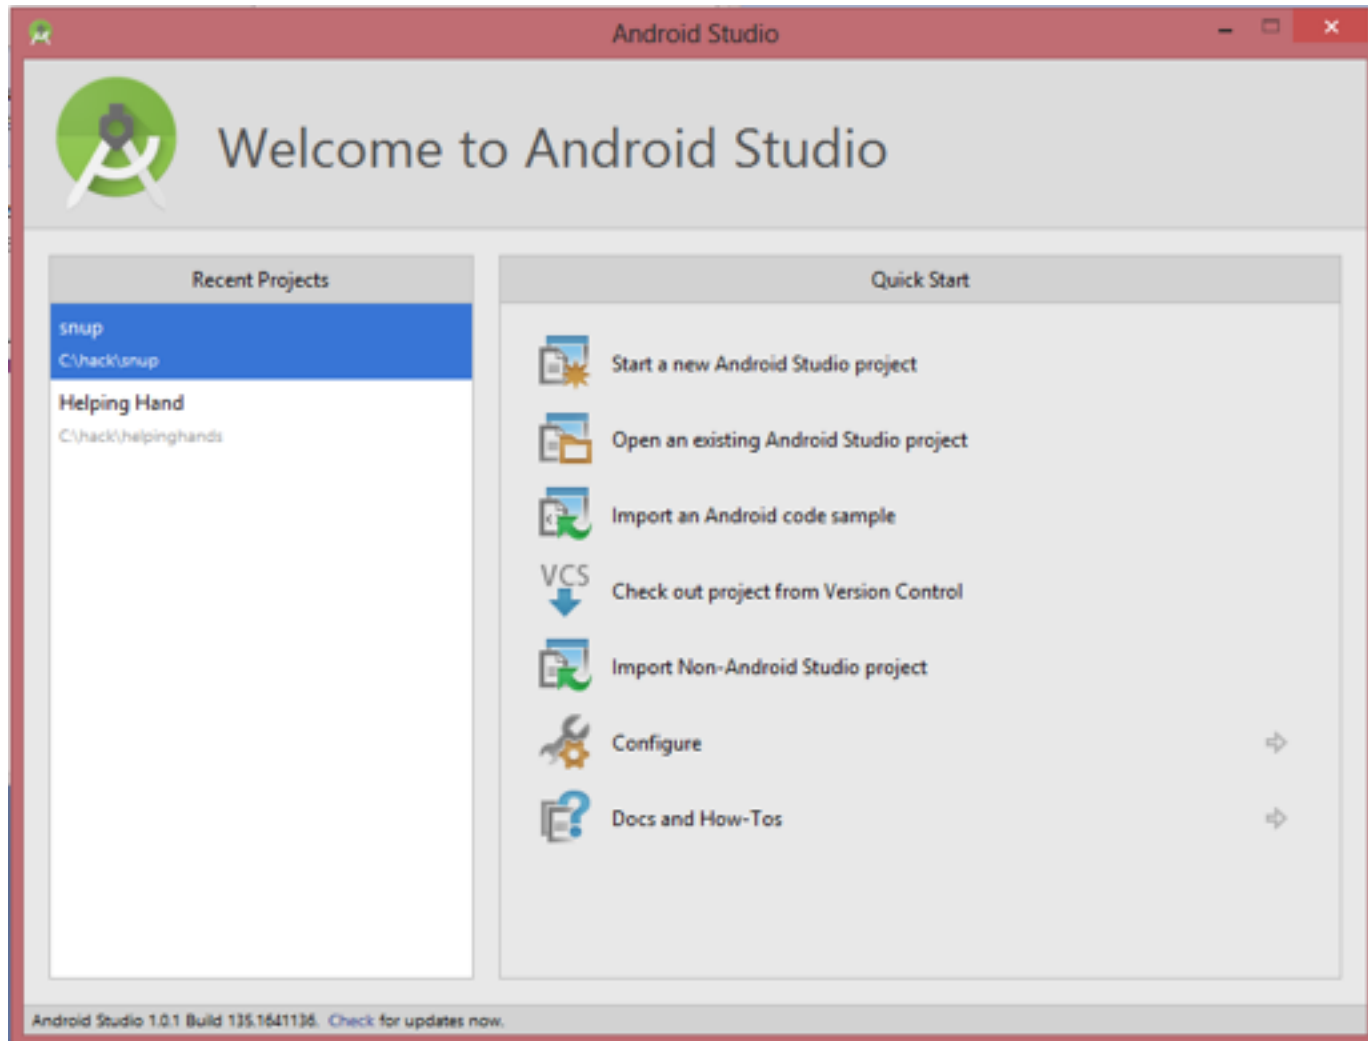 Android Studio
Welcome to Android Studio
Recent Projects
snup
C:\hack\snup
Helping Hand
C:\hack\helpinghands
Quick Start
Start a new Android Studio project
Open an existing Android Studio project
Import an Android code sample
VCS
Check out project from Version Control
Import Non-Android Studio project
Configure
Docs and How-Tos
Android Studio 1.0.1 Build 135.1641136. Check for updates now.